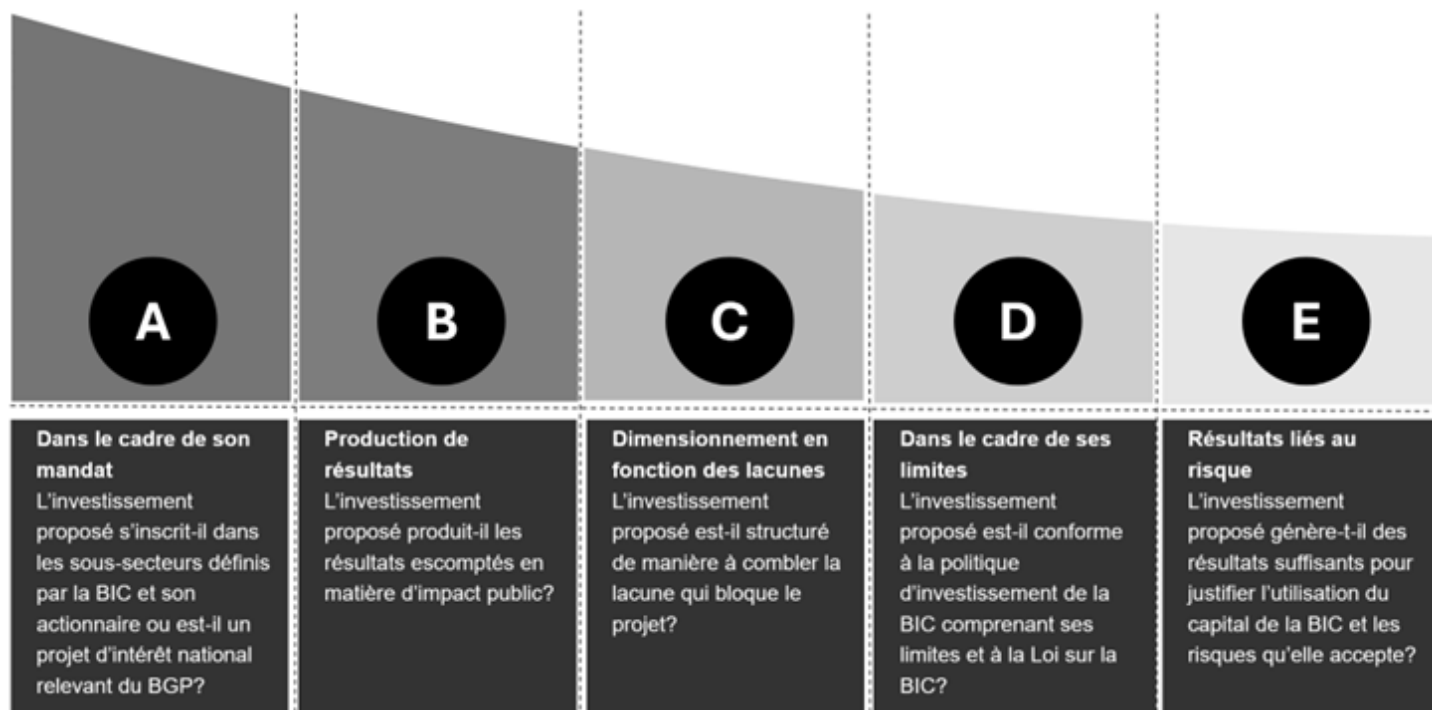 A
B
C
D
E
Dans le cadre de son
mandat
L'investissement
proposé s'inscrit-il dans
les sous-secteurs définis
par la BIC et son
actionnaire ou est-il un
projet d'intérêt national
relevant du BGP?
Production de
résultats
L'investissement
proposé produit-il les
résultats escomptés en
matière d'impact public?
Dimensionnement en
fonction des lacunes
L'investissement
proposé est-il structuré
de manière à combler la
lacune qui bloque le
projet?
Dans le cadre de ses
limites
L'investissement
proposé est-il conforme
à la politique
d'investissement de la
BIC comprenant ses
limites et à la Loi sur la
BIC?
Résultats liés au
risque
L'investissement
proposé génère-t-il des
résultats suffisants pour
justifier l'utilisation du
capital de la BIC et les
risques qu'elle accepte?